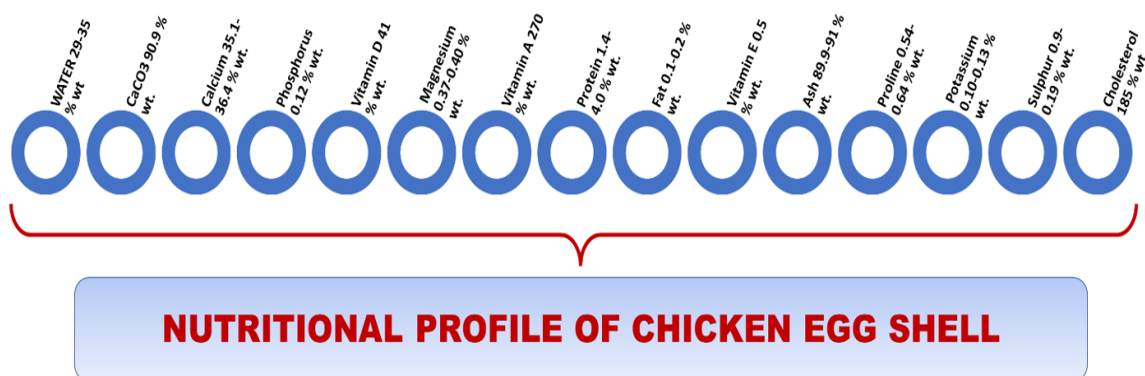 WATER 29-35
% wt
CaCO3 90.9 %
wt.
Calcium 35.1-
36.4 % wt.
Phosphorus
0.12 % wt.
Vitamin D 41
% wt.
Magnesium
0.37-0.40 %
wt.
Vitamin A 270
% wt.
Protein 1.4-
4.0 % wt.
Fat 0.1-0.2 %
wt.
Vitamin E 0.5
% wt.
Ash 89.9-91 %
wt.
Proline 0.54-
0.64 % wt.
Potassium
0.10-0.13 %
wt.
Sulphur 0.9-
0.19 % wt.
Cholesterol
185 % wt
NUTRITIONAL PROFILE OF CHICKEN EGG SHELL